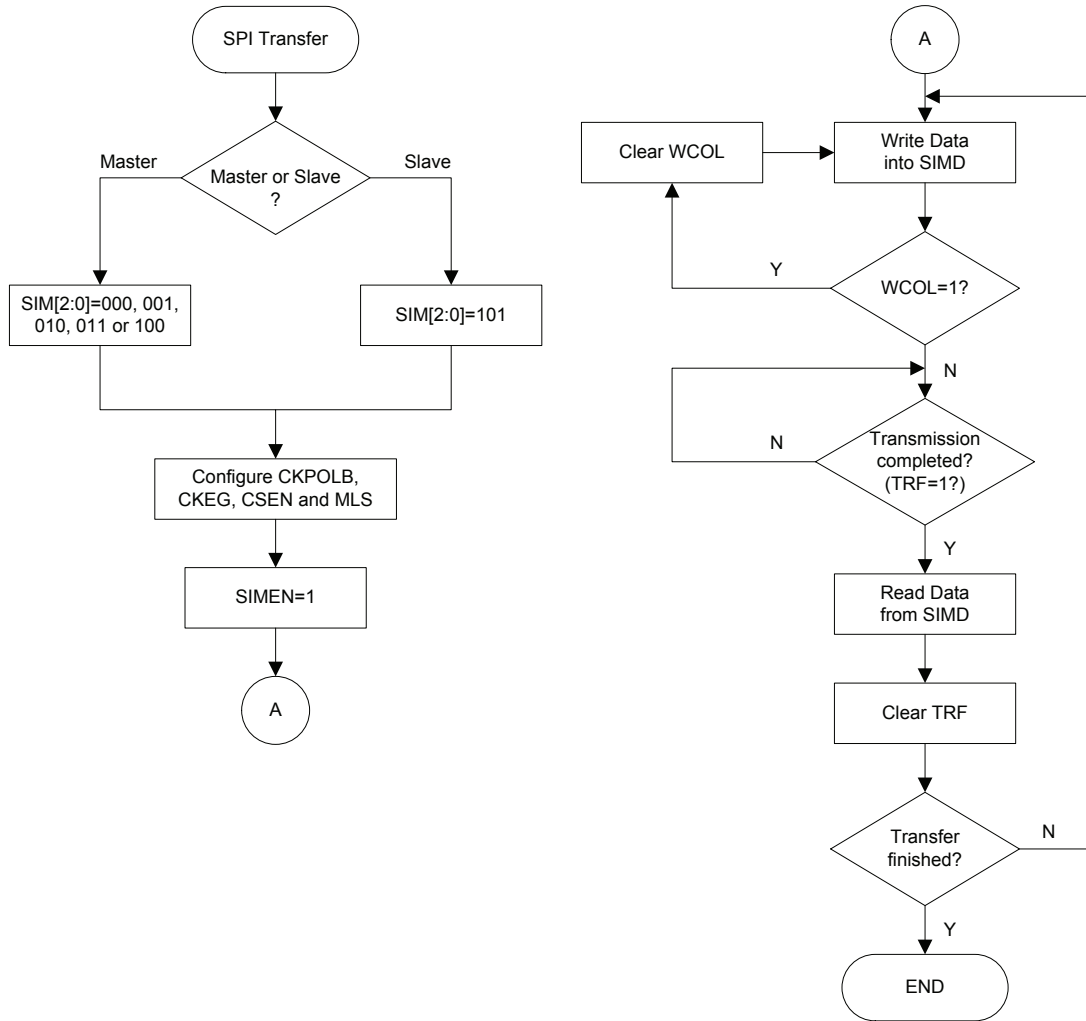 SPI Transfer
Master
Slave
Master or Slave
?
SIM[2:0]=000, 001,
010, 011 or 100
SIM[2:0]=101
Configure CKPOLB,
CKEG, CSEN and MLS
SIMEN=1
A
A
Clear WCOL
Write Data
into SIMD
Y
WCOL=1?
N
N
Transmission
completed?
(TRF=1?)
Y
Read Data
from SIMD
Clear TRF
Transfer
finished?
N
Y
END